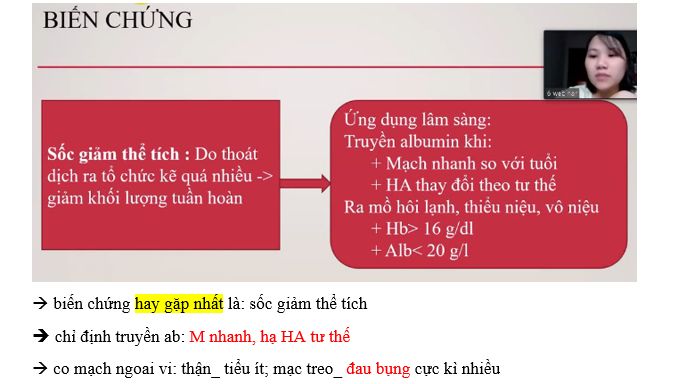 BIẾN CHỨNG
6 webinar
Sốc giảm thể tích : Do thoát
dịch ra tổ chức kẽ quá nhiều ->
giảm khối lượng tuần hoàn
Ứng dụng lâm sàng:
Truyền albumin khi:
+ Mạch nhanh so với tuổi
+ HA thay đổi theo tư thế
Ra mồ hôi lạnh, thiểu niệu, vô niệu
+ Hb> 16 g/dl
+ Alb< 20 g/l
→ biến chứng hay gặp nhất là: sốc giảm thể tích
→ chỉ định truyền ab: M nhanh, hạ HA tư thế
→ co mạch ngoai vi: thận_ tiểu ít; mạc treo_ đau bụng cực kì nhiều